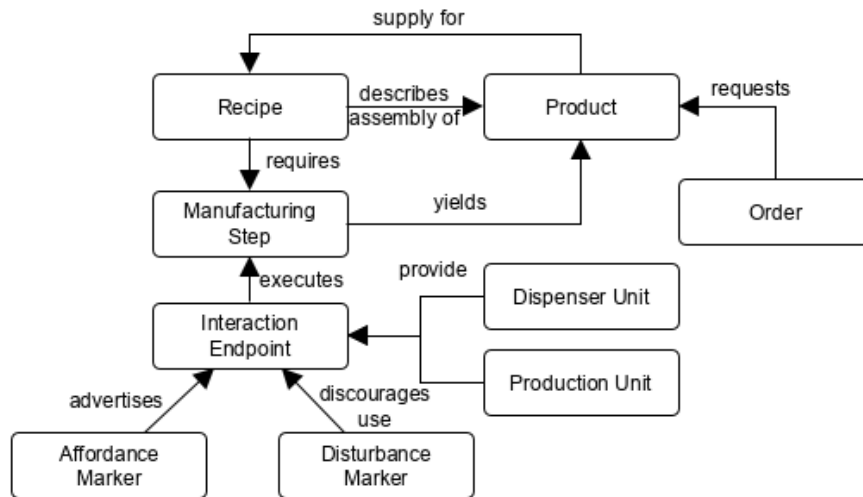 supply for
Recipe
describes
assembly of
Product
requests
requires
Manufacturing
Step
yields
Order
executes
provide
Dispenser Unit
Interaction
Endpoint
Production Unit
advertises
discourages
use
Affordance
Marker
Disturbance
Marker